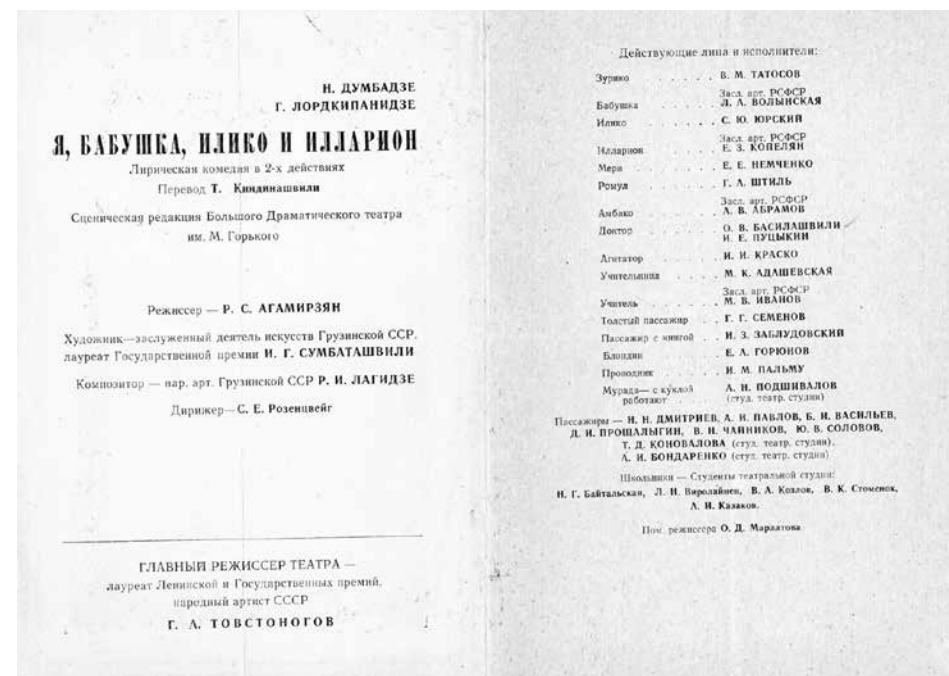 Н. ДУМБАДЗЕ
Г. ЛОРДКИПАНИДЗЕ
Я, БАБУШКА, ИЛИКО И ИЛЛАРИОН
Лирическая комедия в 2-х действиях
Перевод Т. Киндинашвили
Сценическая редакция Большого Драматического театра
им. М. Горького
Режиссер — Р. С. АГАМИРЗЯН
Художник—заслуженный деятель искусств Грузинской ССР,
лауреат Государственной премии И. Г. СУМБАТАШВИЛИ
Композитор — нар. арт. Грузинской ССР Р. И. ЛАГИДЗЕ
Дирижер—С. Е. Розенцвейг
ГЛАВНЫЙ РЕЖИССЕР ТЕАТРА —
лауреат Ленинской и Государственных премий,
народный артист СССР
Г. А. ТОВСТОНОГОВ
Действующие лица и исполнители:
Зурико . . . . . В. М. ТАТОСОВ
Засл. арт. РСФСР
Бабушка . . . . . Л. А. ВОЛЫНСКАЯ
Илико . . . . . . С. Ю. ЮРСКИЙ
Засл. арт. РСФСР
Илларион . . . . . Е. З. КОПЕЛЯН
Мери . . . . . . Е. Е. НЕМЧЕНКО
Ромул . . . . . . Г. А. ШТИЛЬ
Засл. арт. РСФСР
Амбако . . . . . А. В. АБРАМОВ
Доктор . . . . . О. В. БАСИЛАШВИЛИ
И. Е. ПУЦЫКИН
Агитатор . . . . . И. И. КРАСКО
Учительница . . . . М. К. АДАШЕВСКАЯ
Засл. арт. РСФСР
Учитель . . . . . М. В. ИВАНОВ
Толстый пассажир . . Г. Г. СЕМЕНОВ
Пассажир с книгой . . И. З. ЗАБЛУДОВСКИЙ
Блондин . . . . . Е. А. ГОРЮНОВ
Проводник . . . . И. М. ПАЛЬМУ
Мурада— с куклой А. Н. ПОДШИВАЛОВ
работают . . . . (студ. театр. студии)
Пассажиры — Н. Н. ДМИТРИЕВ, А. И. ПАВЛОВ, Б. И. ВАСИЛЬЕВ,
Д. И. ПРОЩАЛЫГИН, В. И. ЧАЙНИКОВ, Ю. В. СОЛОВОВ,
Т. Д. КОНОВАЛОВА (студ. театр. студии),
Л. И. БОНДАРЕНКО (студ. театр. студии)
Школьники — Студенты театральной студии:
Н. Г. Байтальская, Л. И. Виролайнен, В. А. Козлов, В. К. Стоменок,
Л. И. Казаков.
Пом. режиссера О. Д. Марлатова